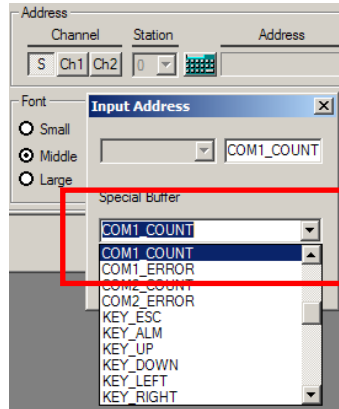 Address
Channel Station Address
S Ch1 Ch2 0
Font
Small
Middle
Large
Input Address
COM1_COUNT
Special Buffer
COM1_COUNT
COM1_COUNT
COM1_ERROR
COM2_COUNT
COM2_ERROR
KEY_ESC
KEY_ALM
KEY_UP
KEY_DOWN
KEY_LEFT
KEY_RIGHT